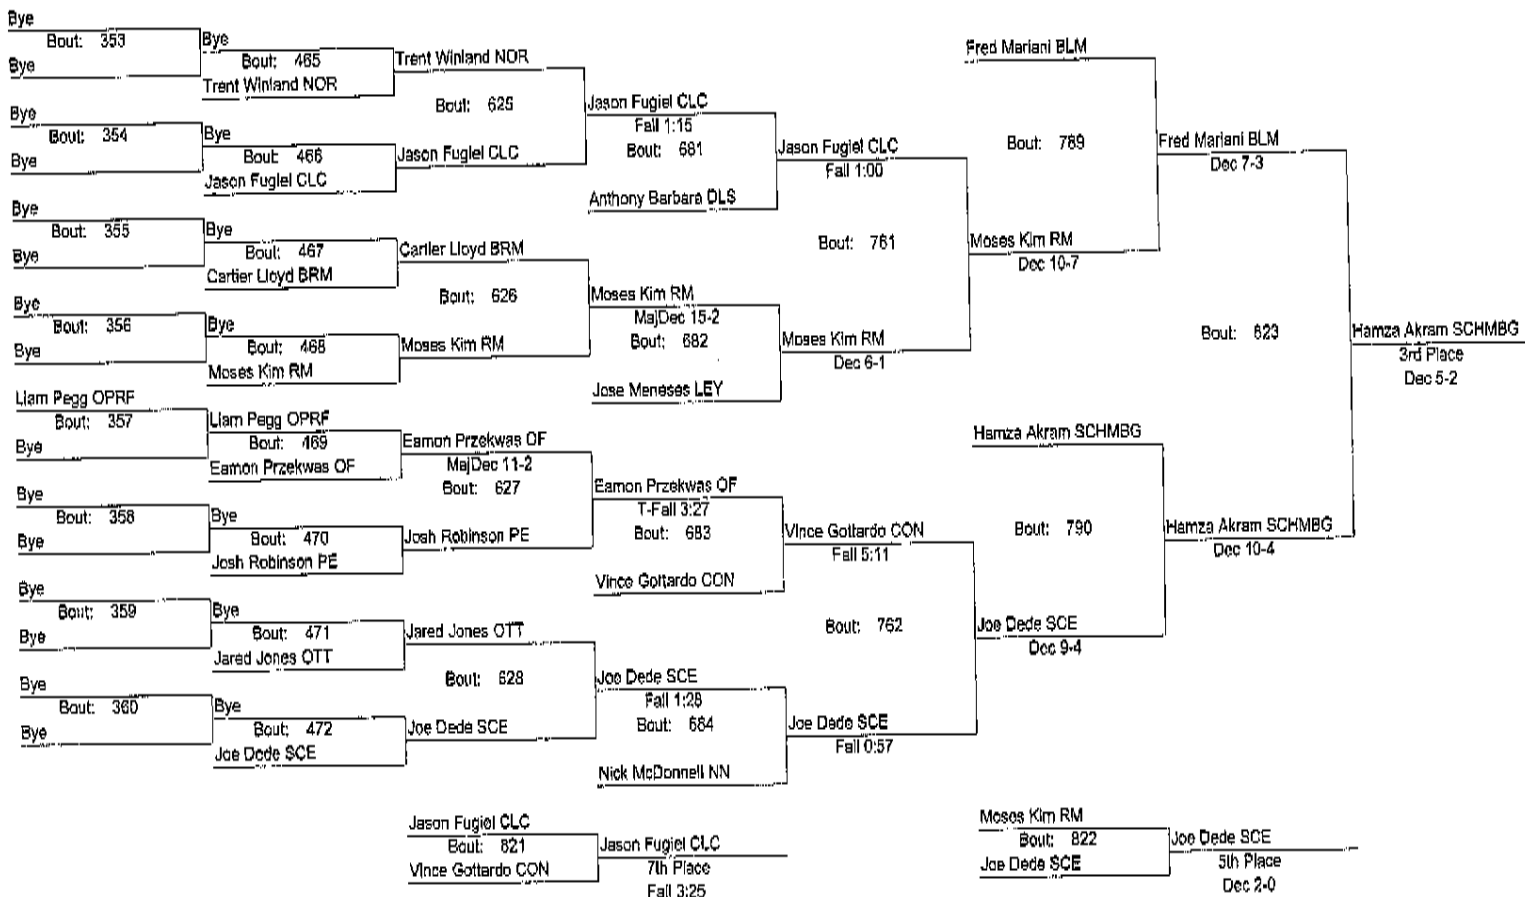 Bye
Bout: 353
Bye
Bye
Bout: 465
Trent Winland NOR
Trent Winland NOR
Bout: 625
Bye
Bout: 354
Bye
Bye
Bout: 466
Jason Fugiel CLC
Jason Fugiel CLC
Jason Fugiel CLC
Fall 1:15
Bout: 681
Anthony Barbara DLS
Jason Fugiel CLC
Fall 1:00
Bye
Bout: 355
Bye
Bye
Bout: 467
Cartier Lloyd BRM
Cartier Lloyd BRM
Bout: 626
Bye
Bout: 356
Bye
Bye
Bout: 468
Moses Kim RM
Moses Kim RM
Moses Kim RM
MajDec 15-2
Bout: 682
Jose Meneses LEY
Moses Kim RM
Dec 6-1
Bout: 761
Fred Mariani BLM
Bout: 789
Moses Kim RM
Dec 10-7
Fred Mariani BLM
Dec 7-3
Liam Pegg OPRF
Bout: 357
Bye
Liam Pegg OPRF
Bout: 469
Eamon Przekwas OF
Eamon Przekwas OF
MajDec 11-2
Bout: 627
Bye
Bout: 358
Bye
Bye
Bout: 470
Josh Robinson PE
Josh Robinson PE
Eamon Przekwas OF
T-Fall 3:27
Bout: 683
Vince Gottardo CON
Vince Gottardo CON
Fall 5:11
Bye
Bout: 359
Bye
Bye
Bout: 471
Jared Jones OTT
Jared Jones OTT
Bout: 628
Bye
Bout: 360
Bye
Bye
Bout: 472
Joe Dede SCE
Joe Dede SCE
Joe Dede SCE
Fall 1:28
Bout: 684
Nick McDonnell NN
Joe Dede SCE
Fall 0:57
Bout: 762
Hamza Akram SCHMBG
Bout: 790
Joe Dede SCE
Dec 9-4
Hamza Akram SCHMBG
Dec 10-4
Bout: 823
Hamza Akram SCHMBG
3rd Place
Dec 5-2
Jason Fugiel CLC
Bout: 821
Vince Gottardo CON
Jason Fugiel CLC
7th Place
Fall 3:25
Moses Kim RM
Bout: 822
Joe Dede SCE
Joe Dede SCE
5th Place
Dec 2-0